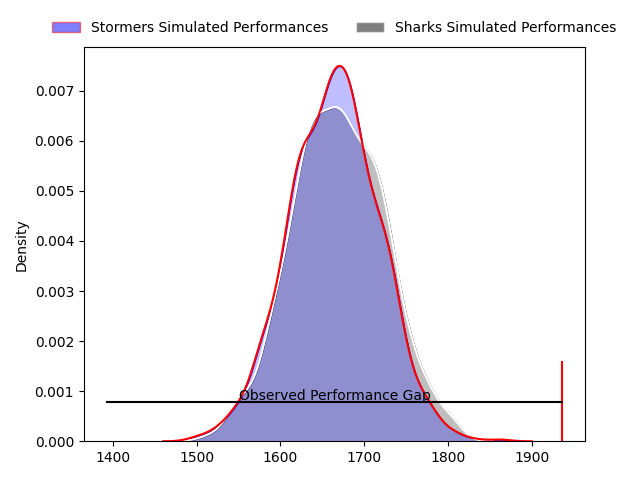 Stormers Simulated Performances Sharks Simulated Performances
0.007
0.006
0.005
0.004
0.003
0.002
0.001
0.000
Density
Observed Performance Gap
1400 1500 1600 1700 1800 1900